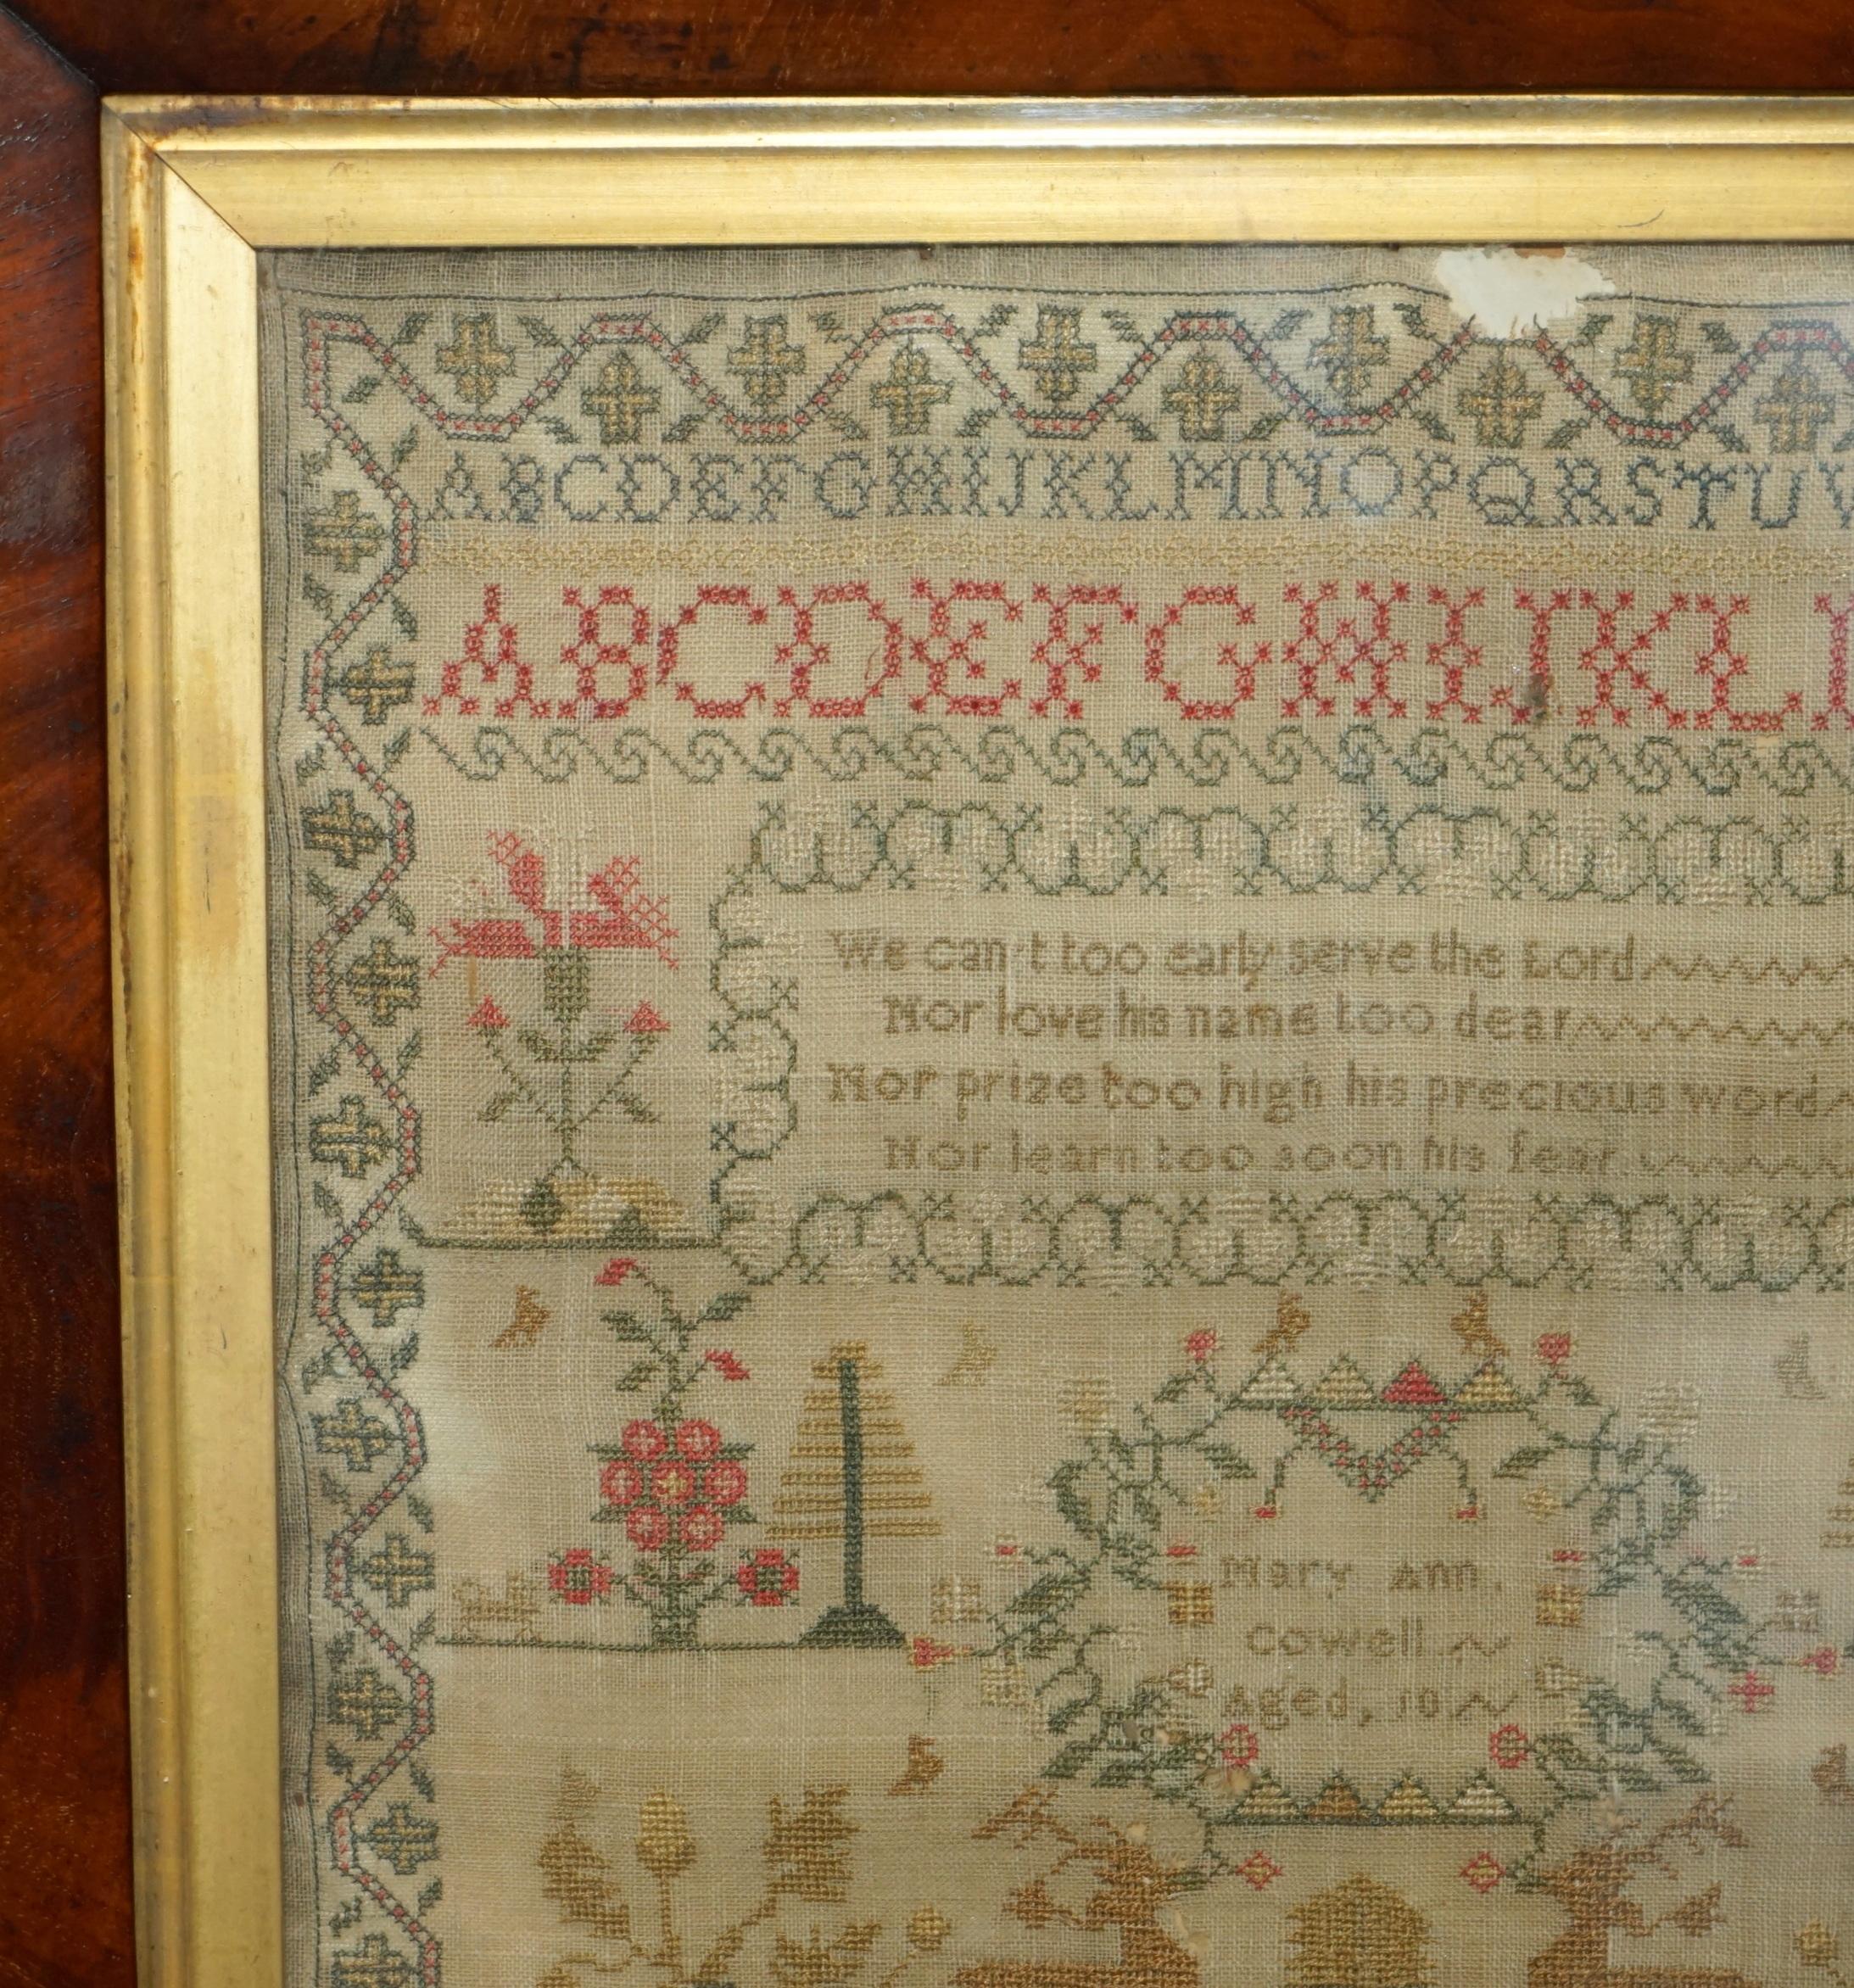 ABCDEFGHIJKLMNOPQRSTUV
ABCDEFGHIJKL
We can't too early serve the Lord
Nor love his name too dear
Nor prize too high his precious word
Nor learn too soon his fear
Mary Ann
Cowsell
Aged, 10